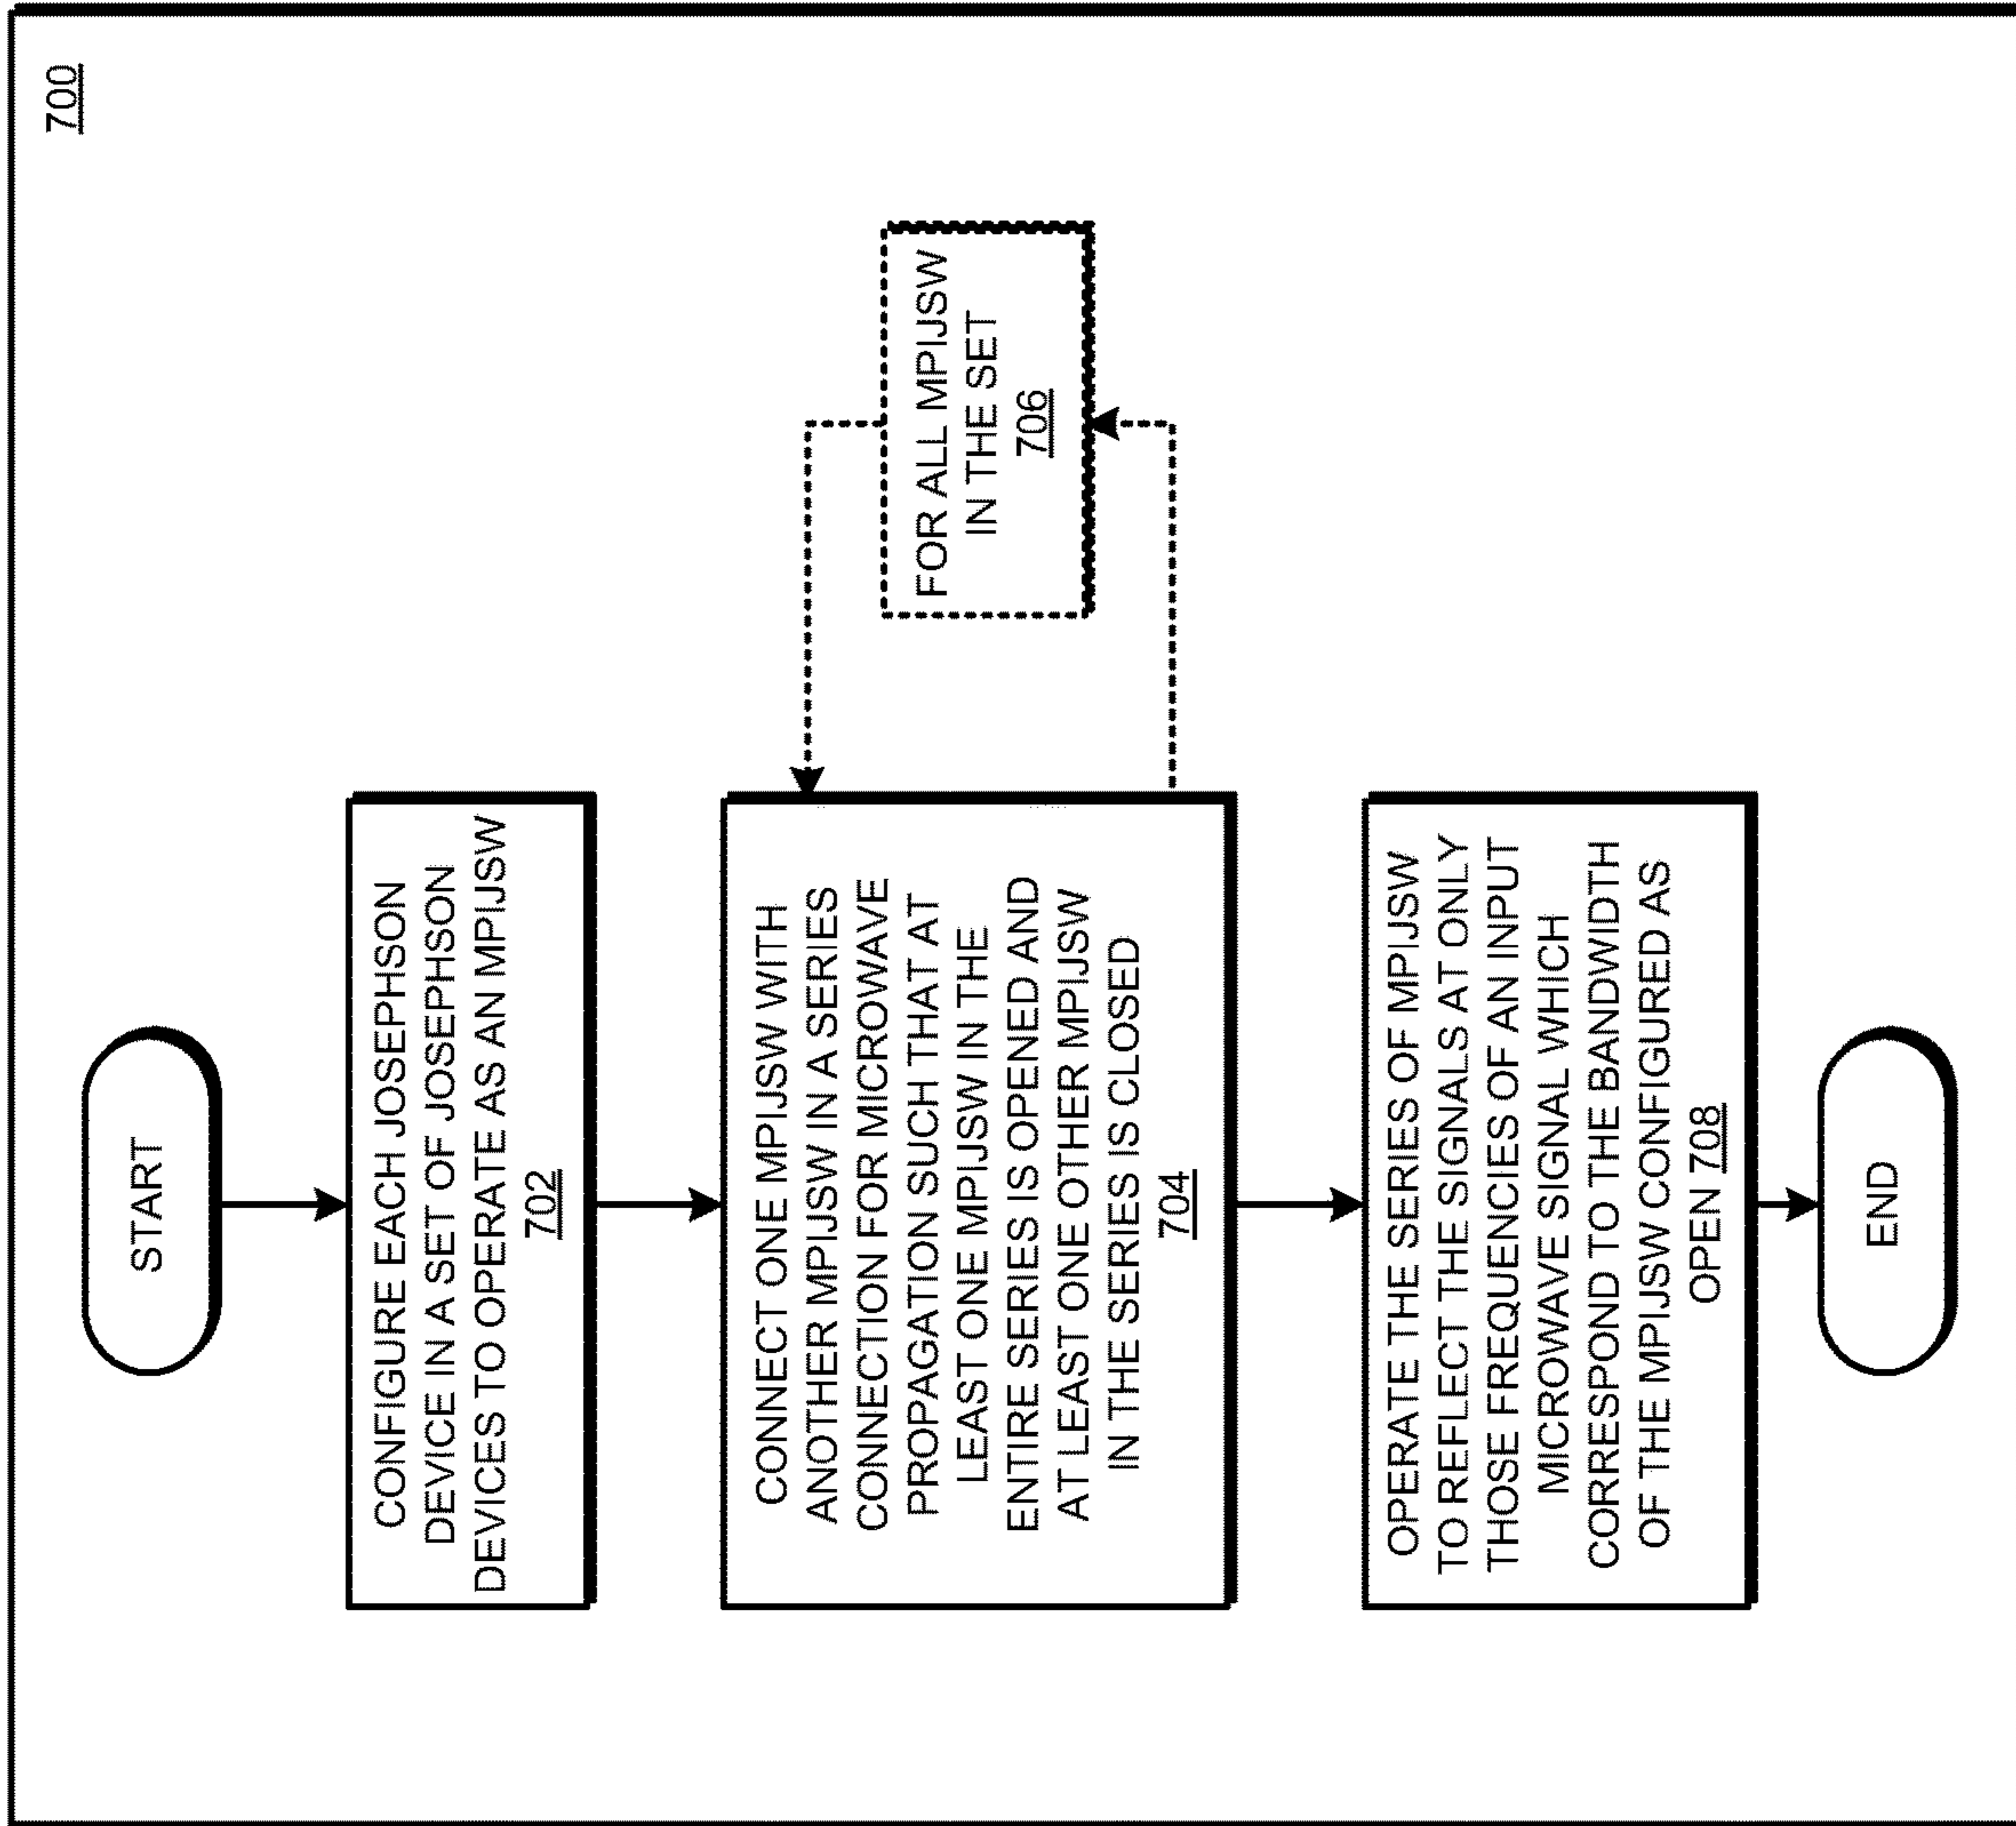 700
START
CONFIGURE EACH JOSEPHSON
DEVICE IN A SET OF JOSEPHSON
DEVICES TO OPERATE AS AN MPIJSW
702
CONNECT ONE MPIJSW WITH
ANOTHER MPIJSW IN A SERIES
CONNECTION FOR MICROWAVE
PROPAGATION SUCH THAT AT
LEAST ONE MPIJSW IN THE
ENTIRE SERIES IS OPENED AND
AT LEAST ONE OTHER MPIJSW
IN THE SERIES IS CLOSED
704
FOR ALL MPIJSW
IN THE SET
706
OPERATE THE SERIES OF MPIJSW
TO REFLECT THE SIGNALS AT ONLY
THOSE FREQUENCIES OF AN INPUT
MICROWAVE SIGNAL WHICH
CORRESPOND TO THE BANDWIDTH
OF THE MPIJSW CONFIGURED AS
OPEN 708
END